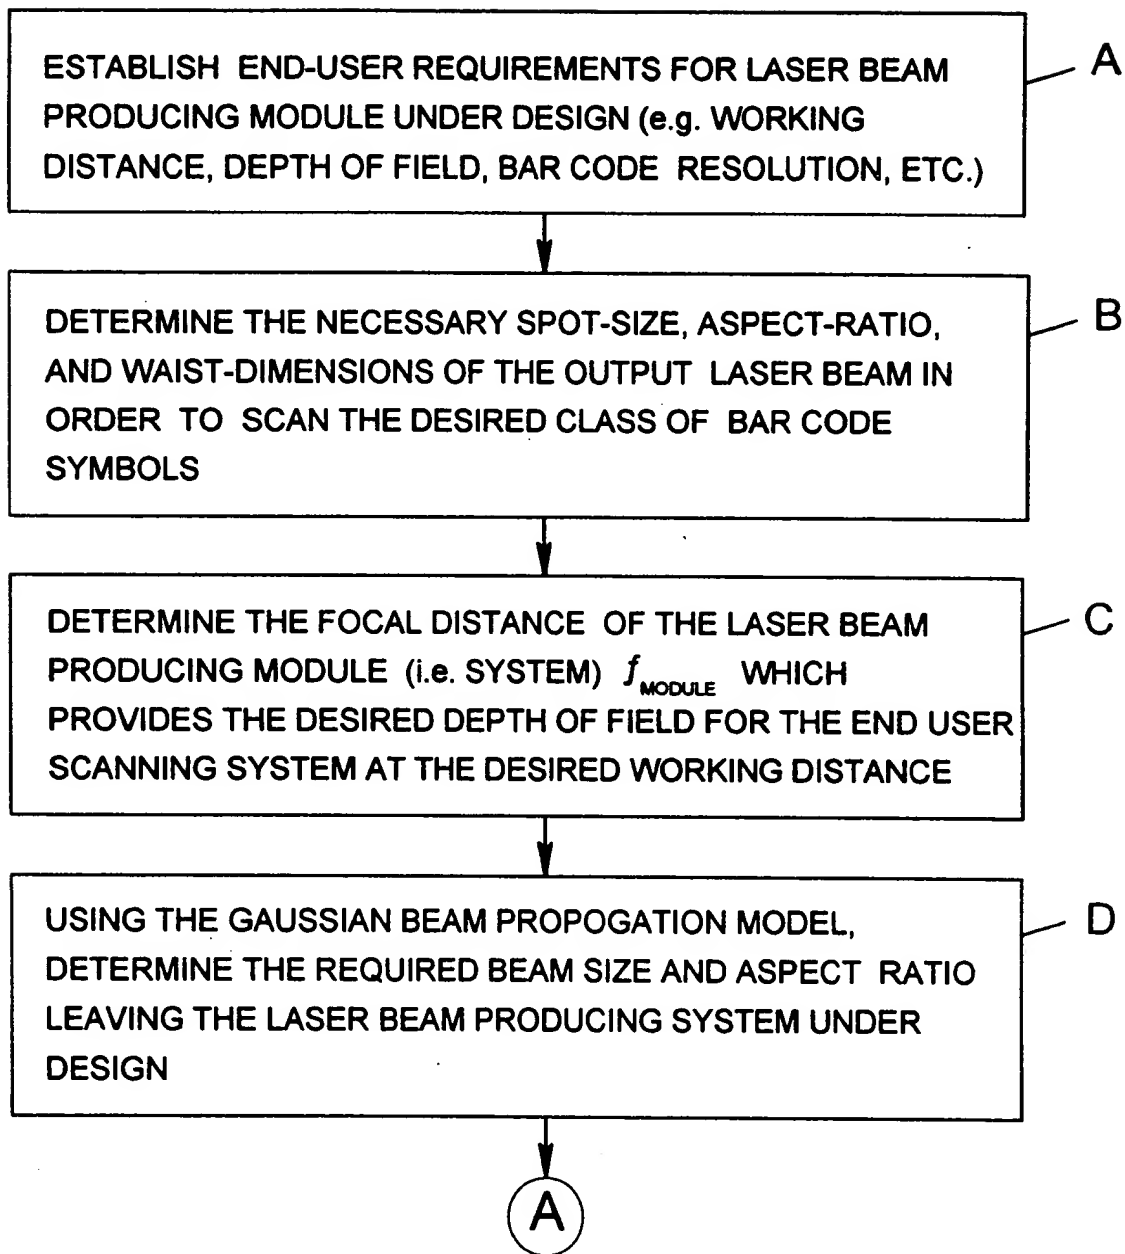 ESTABLISH END-USER REQUIREMENTS FOR LASER BEAM
PRODUCING MODULE UNDER DESIGN (e.g. WORKING
DISTANCE, DEPTH OF FIELD, BAR CODE RESOLUTION, ETC.)
A
DETERMINE THE NECESSARY SPOT-SIZE, ASPECT-RATIO,
AND WAIST-DIMENSIONS OF THE OUTPUT LASER BEAM IN
ORDER TO SCAN THE DESIRED CLASS OF BAR CODE
SYMBOLS
B
DETERMINE THE FOCAL DISTANCE OF THE LASER BEAM
PRODUCING MODULE (i.e. SYSTEM) f MODULE WHICH
PROVIDES THE DESIRED DEPTH OF FIELD FOR THE END USER
SCANNING SYSTEM AT THE DESIRED WORKING DISTANCE
C
USING THE GAUSSIAN BEAM PROPOGATION MODEL,
DETERMINE THE REQUIRED BEAM SIZE AND ASPECT RATIO
LEAVING THE LASER BEAM PRODUCING SYSTEM UNDER
DESIGN
D
A